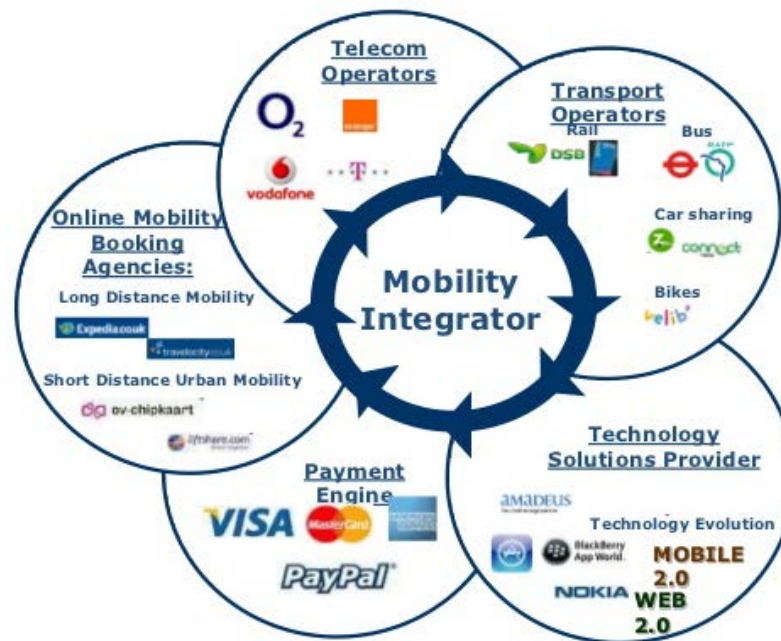 Telecom
Operators
O2
orange
vodafone
T
Transport
Operators
Rail
Bus
DSB
RATP
Car sharing
connect
Bikes
velib'
Online Mobility
Booking
Agencies:
Long Distance Mobility
Expedia.co.uk
travelocity.co.uk
Short Distance Urban Mobility
ov-chipkaart
liftshare.com
Mobility
Integrator
Payment
Engine
VISA
MasterCard
PayPal
Technology
Solutions Provider
AMADEUS
Technology Evolution
BlackBerry
App World
MOBILE
2.0
NOKIA
WEB
2.0